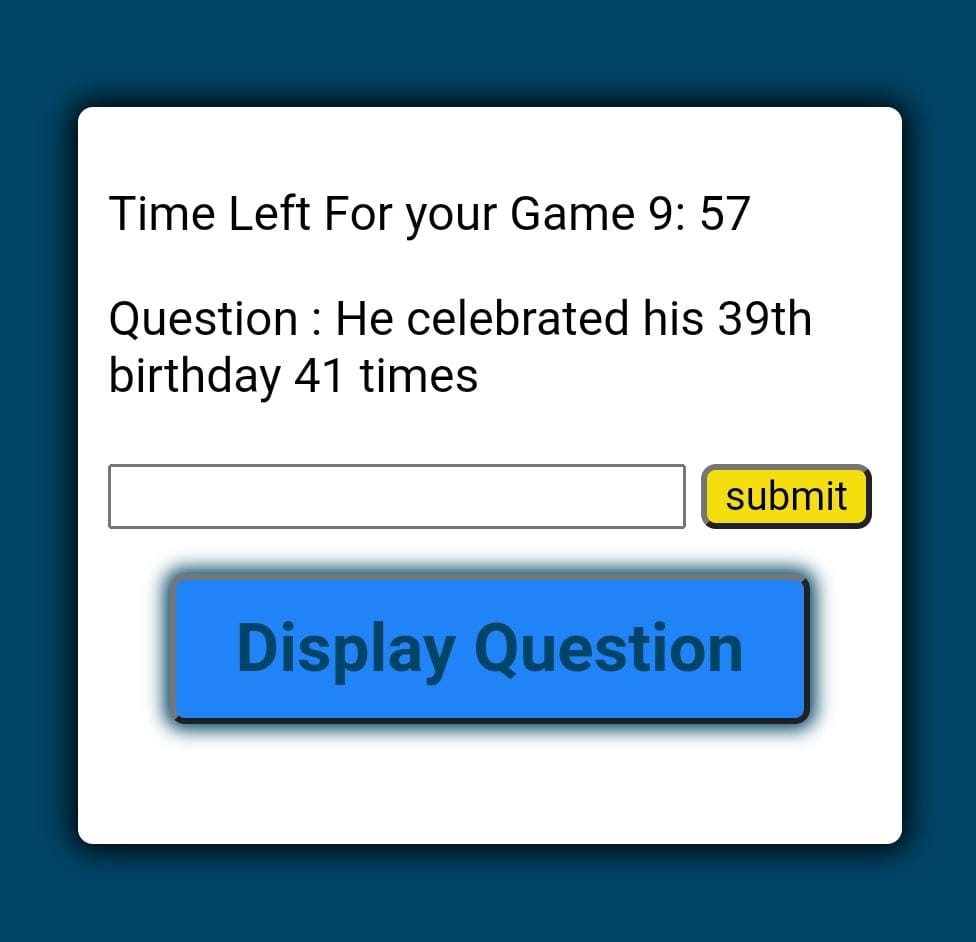 Time Left For your Game 9: 57
Question : He celebrated his 39th
birthday 41 times
submit
Display Question